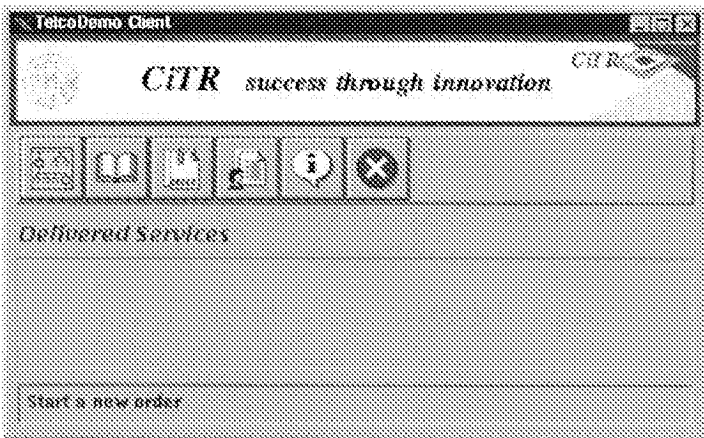 TelcoDemo Client
CiTR success through innovation
CiTR
Delivered Services
Start a new order